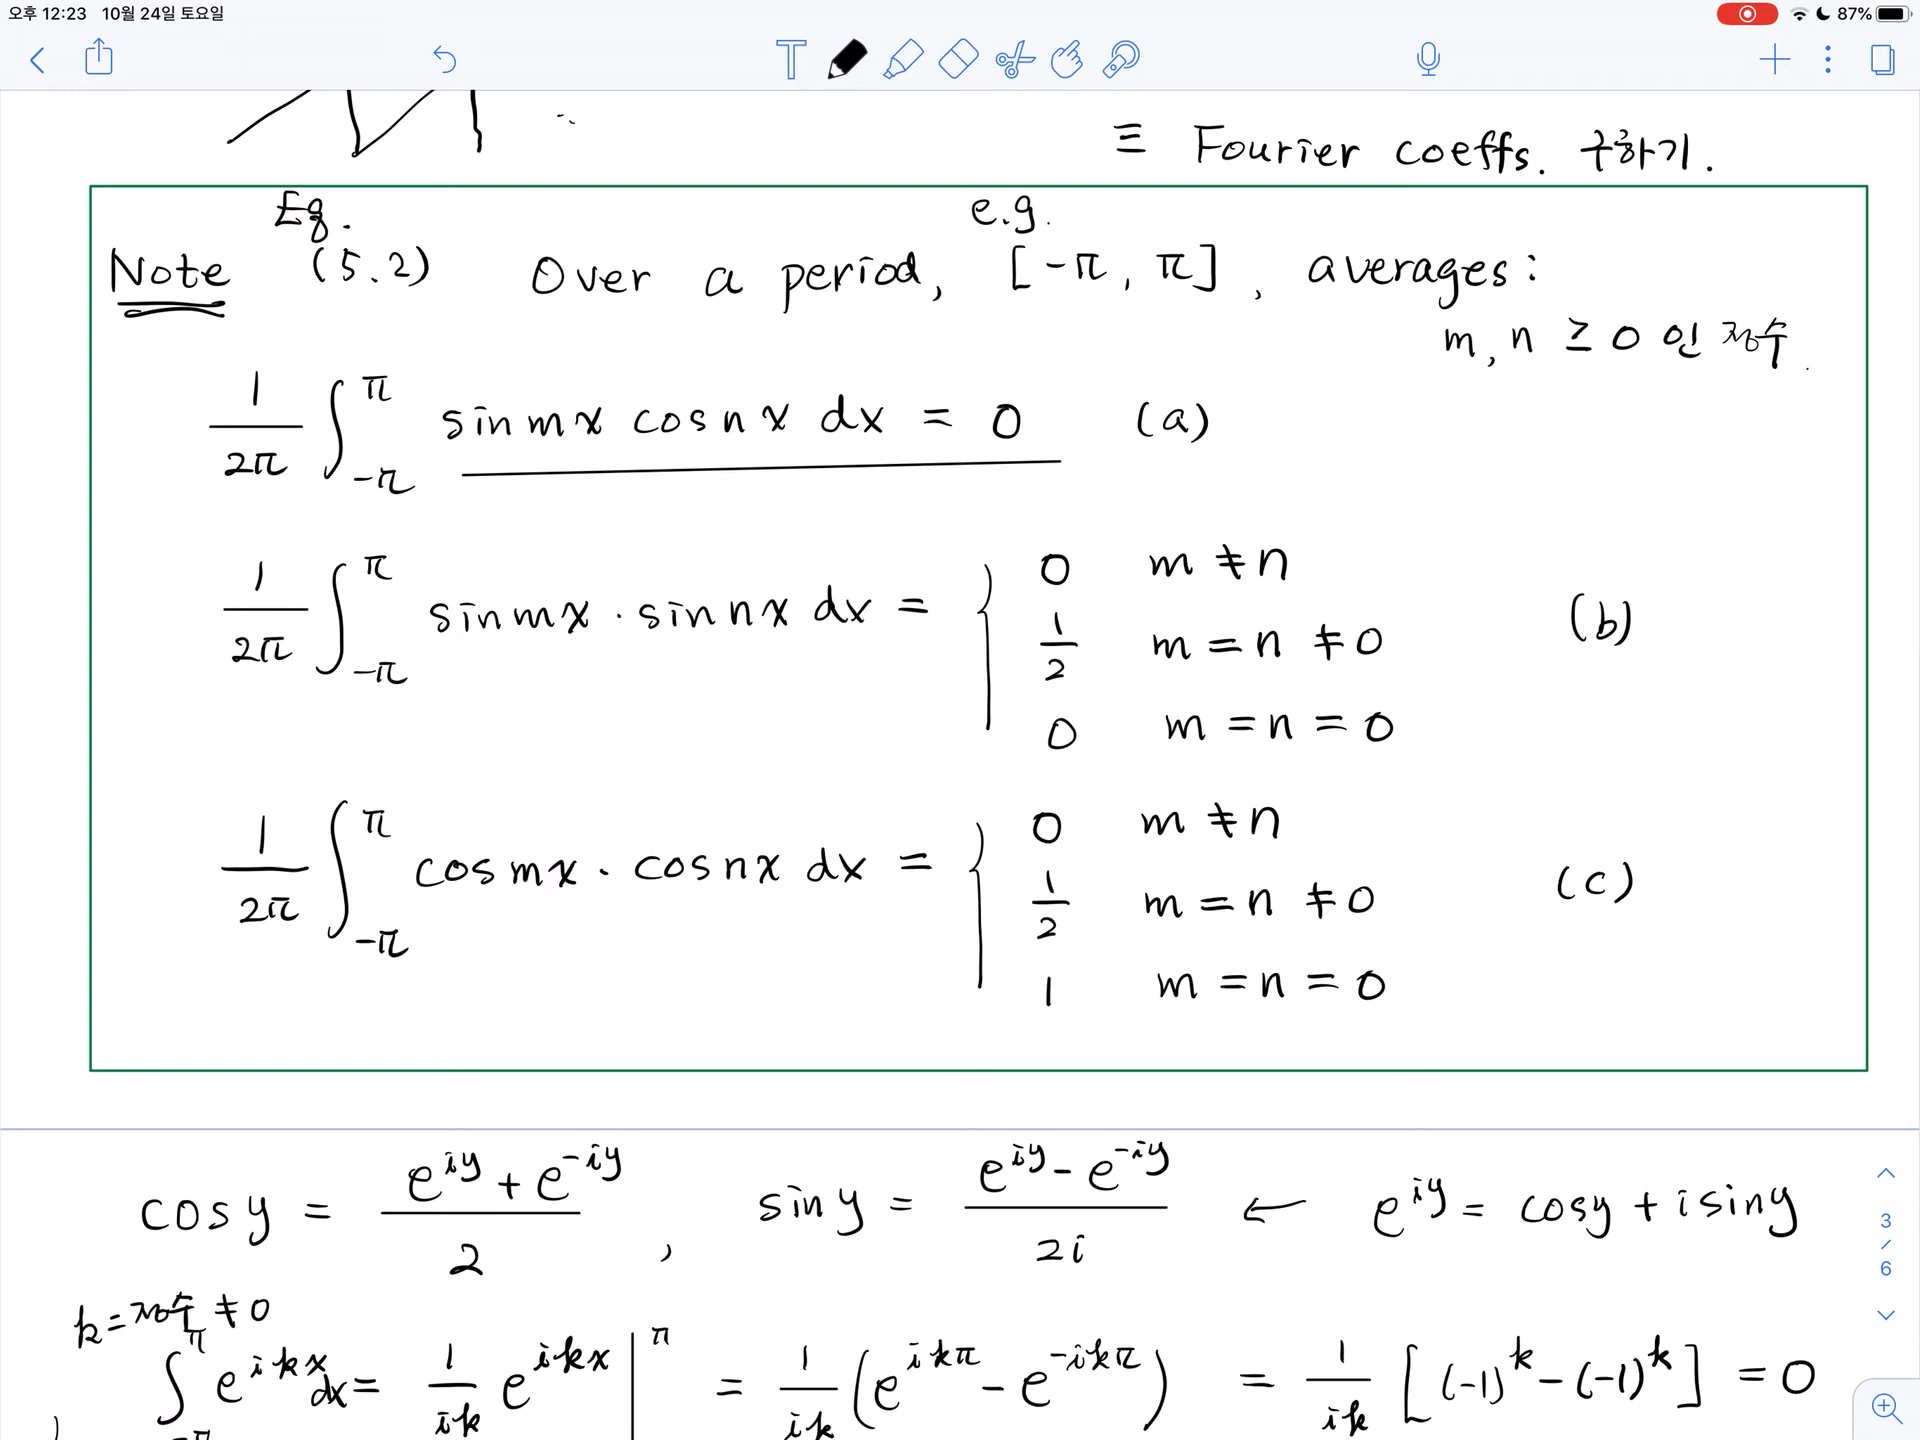 오후 12:23 10월 24일 토요일 87%
≡ Fourier coeffs. 구하기.
Eq. e.g.
Note (5.2) Over a period, [-π, π], averages:
m, n ≥ 0 인 정수.
1/2π ∫_{-π}^{π} sin mx cos nx dx = 0 (a)
1/2π ∫_{-π}^{π} sin mx · sin nx dx = { 0 m ≠ n
1/2 m = n ≠ 0 (b)
0 m = n = 0
1/2π ∫_{-π}^{π} cos mx · cos nx dx = { 0 m ≠ n
1/2 m = n ≠ 0 (c)
1 m = n = 0
cos y = (e^{iy} + e^{-iy})/2 , sin y = (e^{iy} - e^{-iy})/2i ← e^{iy} = cos y + i sin y
3/6
k = 정수 ≠ 0
∫_{-π}^{π} e^{ikx} dx = 1/ik e^{ikx} |^{π} = 1/ik (e^{ikπ} - e^{-ikπ}) = 1/ik [(-1)^k - (-1)^k] = 0